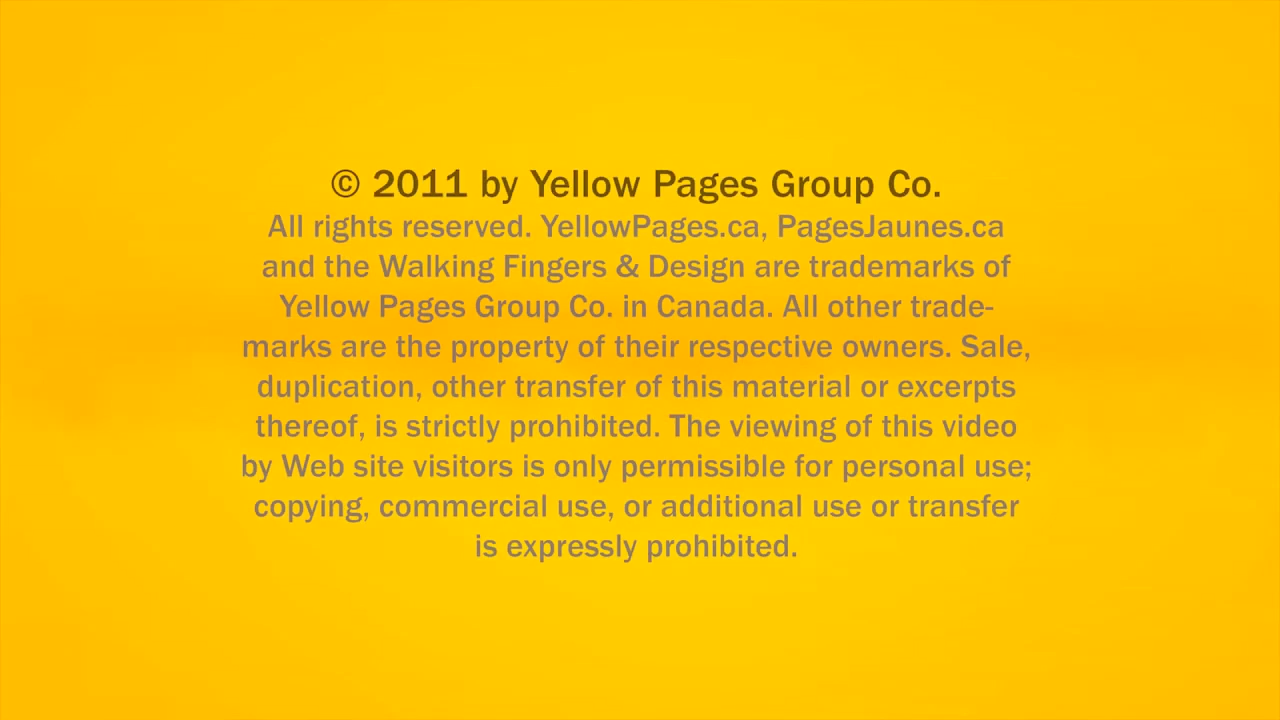 © 2011 by Yellow Pages Group Co.
All rights reserved. YellowPages.ca, PagesJaunes.ca
and the Walking Fingers & Design are trademarks of
Yellow Pages Group Co. in Canada. All other trade-
marks are the property of their respective owners. Sale,
duplication, other transfer of this material or excerpts
thereof, is strictly prohibited. The viewing of this video
by Web site visitors is only permissible for personal use;
copying, commercial use, or additional use or transfer
is expressly prohibited.